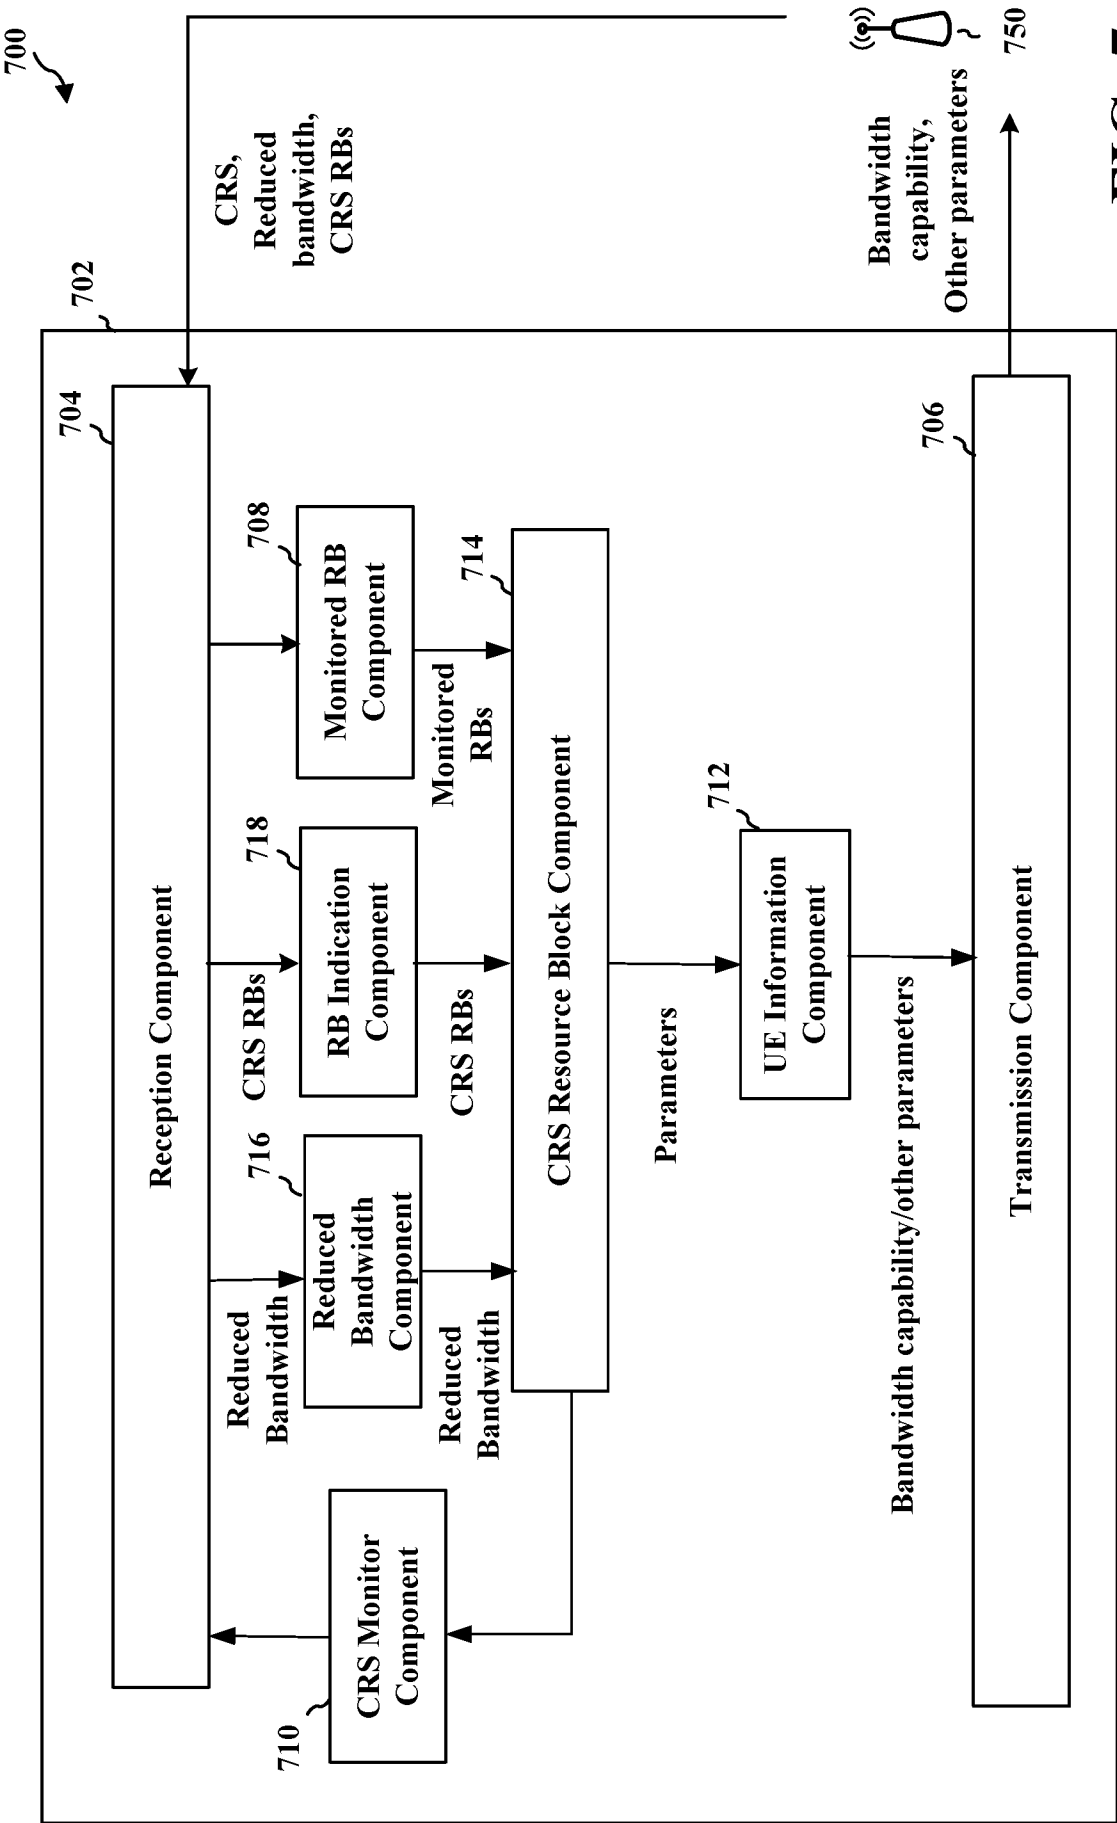 700
702
704
CRS,
Reduced
bandwidth,
CRS RBs
Reception Component
Reduced
Bandwidth
CRS RBs
710
716
718
708
CRS Monitor
Component
Reduced
Bandwidth
Component
RB Indication
Component
Monitored RB
Component
Reduced
Bandwidth
CRS RBs
Monitored
RBs
714
CRS Resource Block Component
Parameters
712
UE Information
Component
Bandwidth capability/other parameters
Bandwidth
capability,
Other parameters
750
706
Transmission Component